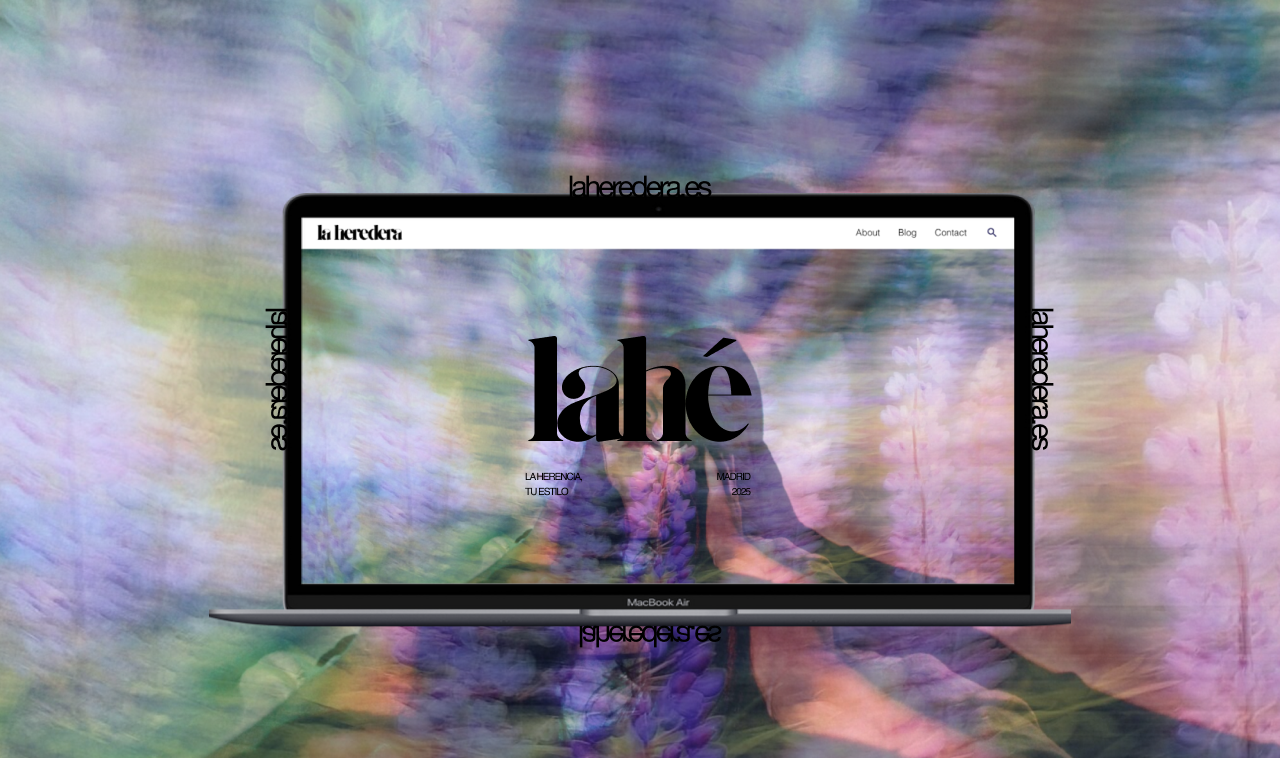 laheredera.es
la heredera
About Blog Contact
laheredera.es
laheredera.es
lahé
LA HERENCIA, MADRID
TU ESTILO 2025
MacBook Air
laheredera.es